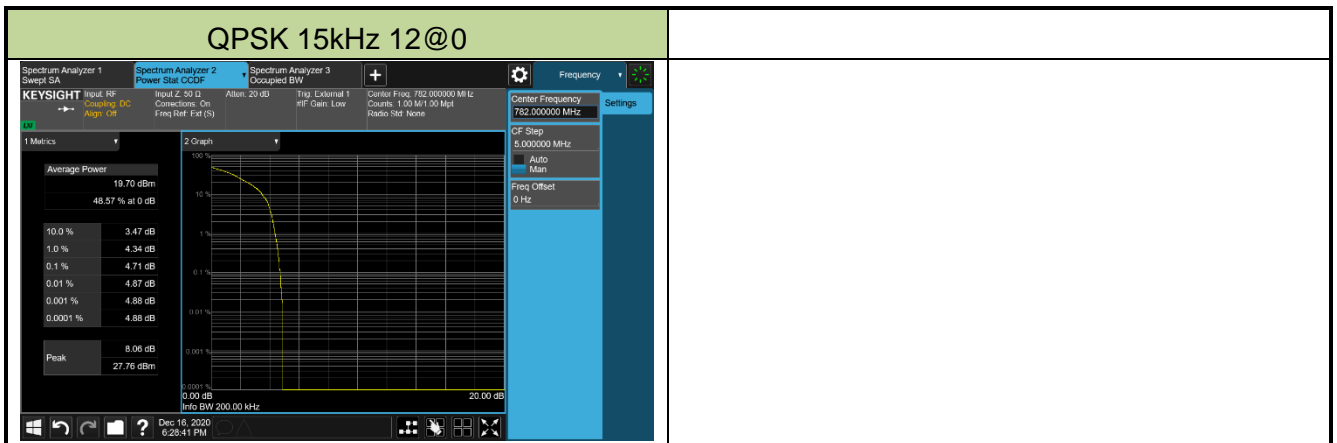 QPSK 15kHz 12@0
Spectrum Analyzer 1
Swept SA
Spectrum Analyzer 2
Power Stat CCDF
Spectrum Analyzer 3
Occupied BW
+
Frequency
KEYSIGHT
Input: RF
Coupling: DC
Align: Off
Input Z: 50 Ω
Corrections: On
Freq Ref: Ext (S)
Atten: 20 dB
Trig: External 1
#IF Gain: Low
Center Freq: 782.000000 MHz
Counts: 1.00 M/1.00 Mpt
Radio Std: None
Center Frequency
782.000000 MHz
Settings
CF Step
5.000000 MHz
Auto
Man
Freq Offset
0 Hz
1 Metrics
2 Graph
Average Power
19.70 dBm
48.57 % at 0 dB
10.0 % 3.47 dB
1.0 % 4.34 dB
0.1 % 4.71 dB
0.01 % 4.87 dB
0.001 % 4.88 dB
0.0001 % 4.88 dB
Peak
8.06 dB
27.76 dBm
100 %
10 %
1 %
0.1 %
0.01 %
0.001 %
0.0001 %
0.00 dB
20.00 dB
Info BW 200.00 kHz
?
Dec 16, 2020
6:28:41 PM